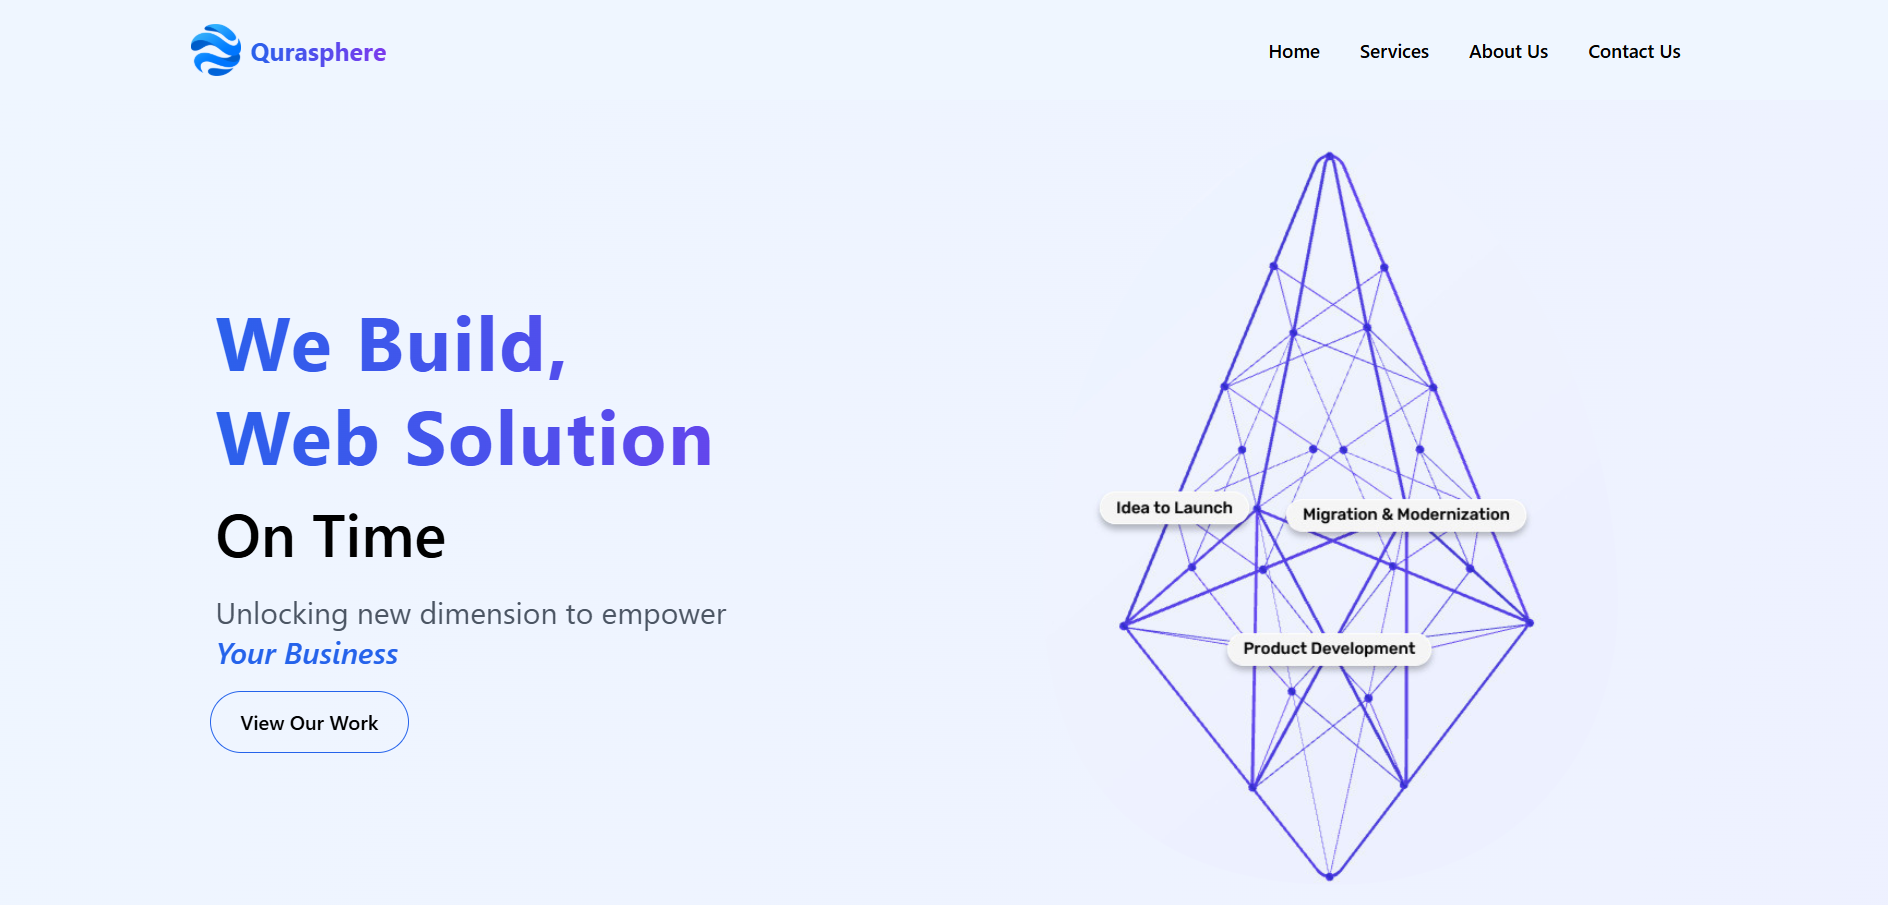 Qurasphere
Home Services About Us Contact Us
We Build,
Web Solution
On Time
Unlocking new dimension to empower
Your Business
View Our Work
Idea to Launch
Migration & Modernization
Product Development